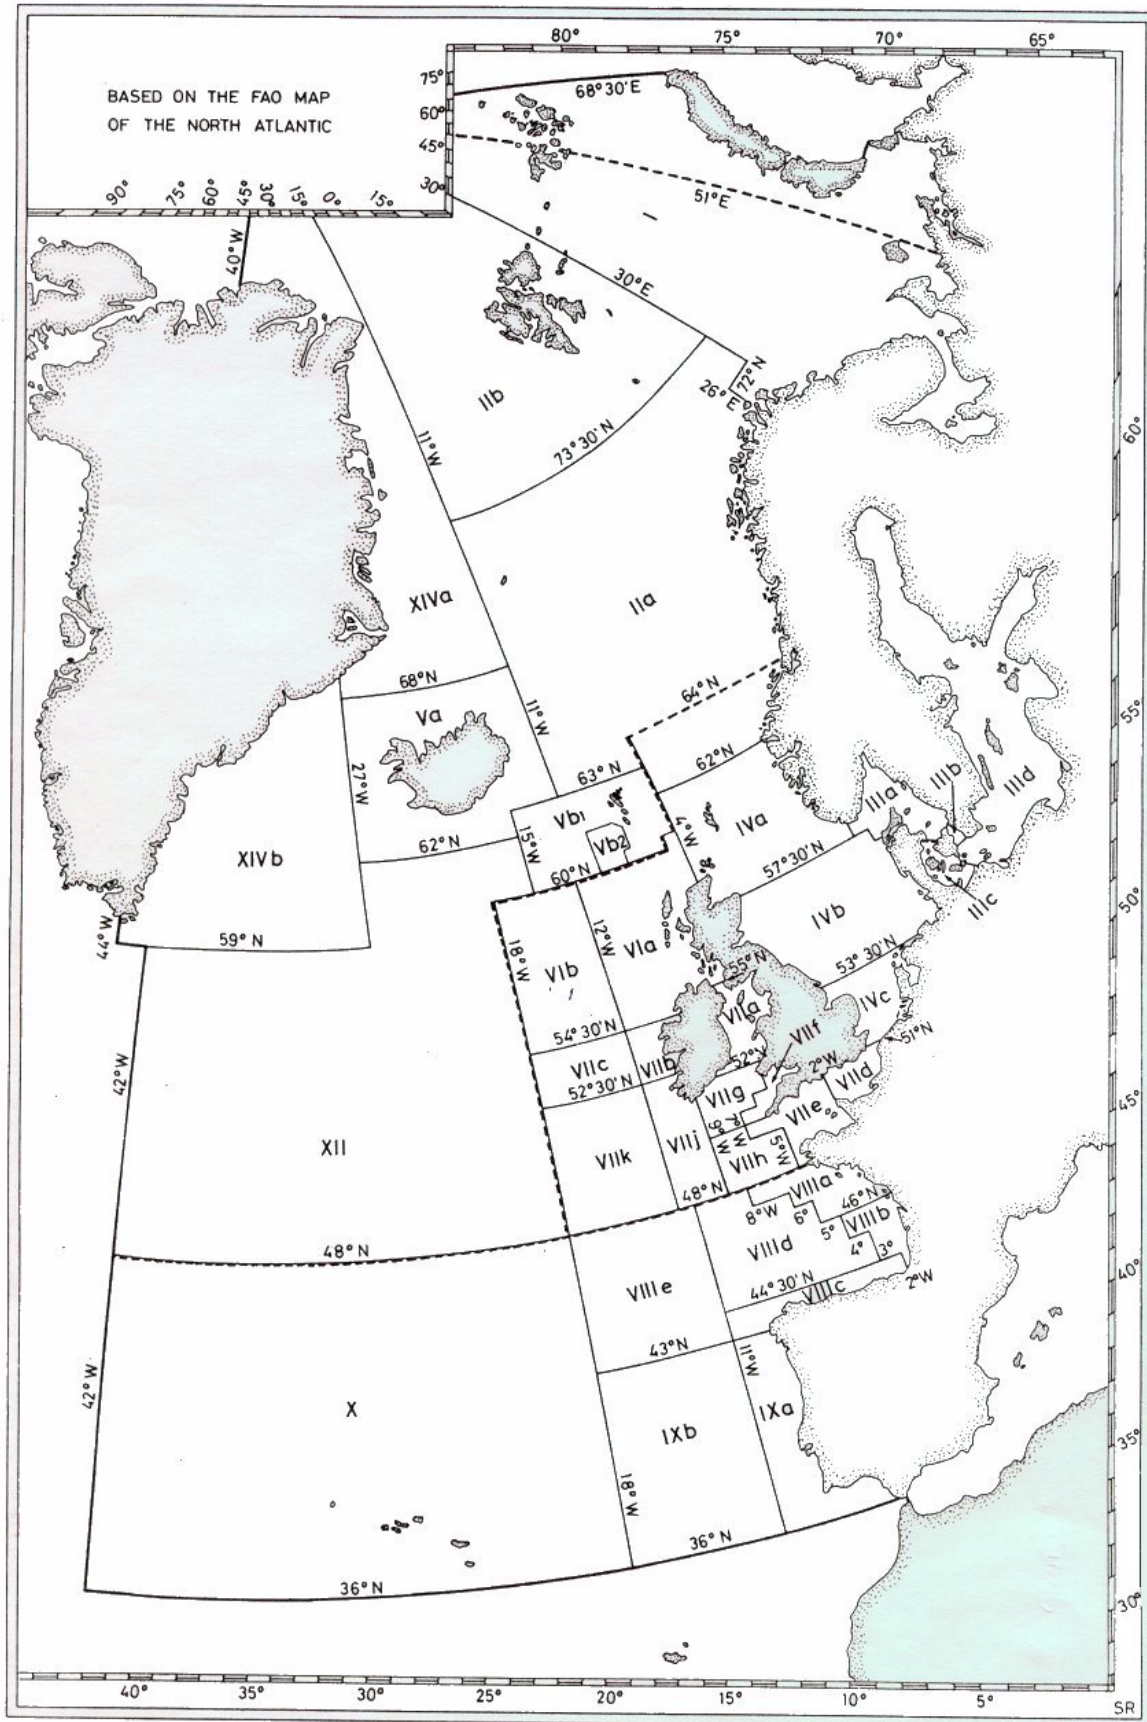 80° 75° 70° 65°
BASED ON THE FAO MAP
OF THE NORTH ATLANTIC
75°
60°
45°
30°
90° 75° 60° 45° 30° 15° 0° 15°
68°30'E
51°E
30°E
40°W
72°N
26°E
IIb
11°W
73°30'N
60°
XIVa
IIa
68°N
64°N
55°
Va
11°W
62°N
63°N
27°W
Vb1
Vb2
15°W
4°W
IVa
IIIa
IIIb
IIId
XIVb
62°N
60°N
57°30'N
IIIc
50°
44°W
59°N
18°W
12°W
VIa
VIb
IVb
53°30'N
55°N
VIIa
IVc
51°N
54°30'N
VIIf
VIIc
VIIb
52°N
2°W
VIId
52°30'N
VIIg
VIIe
45°
42°W
XII
VIIk
VIIj
9°W
7°W
VIIh
5°W
48°N
VIIIa
46°N
8°W
6°
5°
VIIIb
4°
3°
48°N
VIIId
VIIIe
44°30'N
VIIIc
2°W
40°
43°N
11°W
42°W
X
IXb
IXa
35°
18°W
36°N
36°N
30°
40° 35° 30° 25° 20° 15° 10° 5°
SR